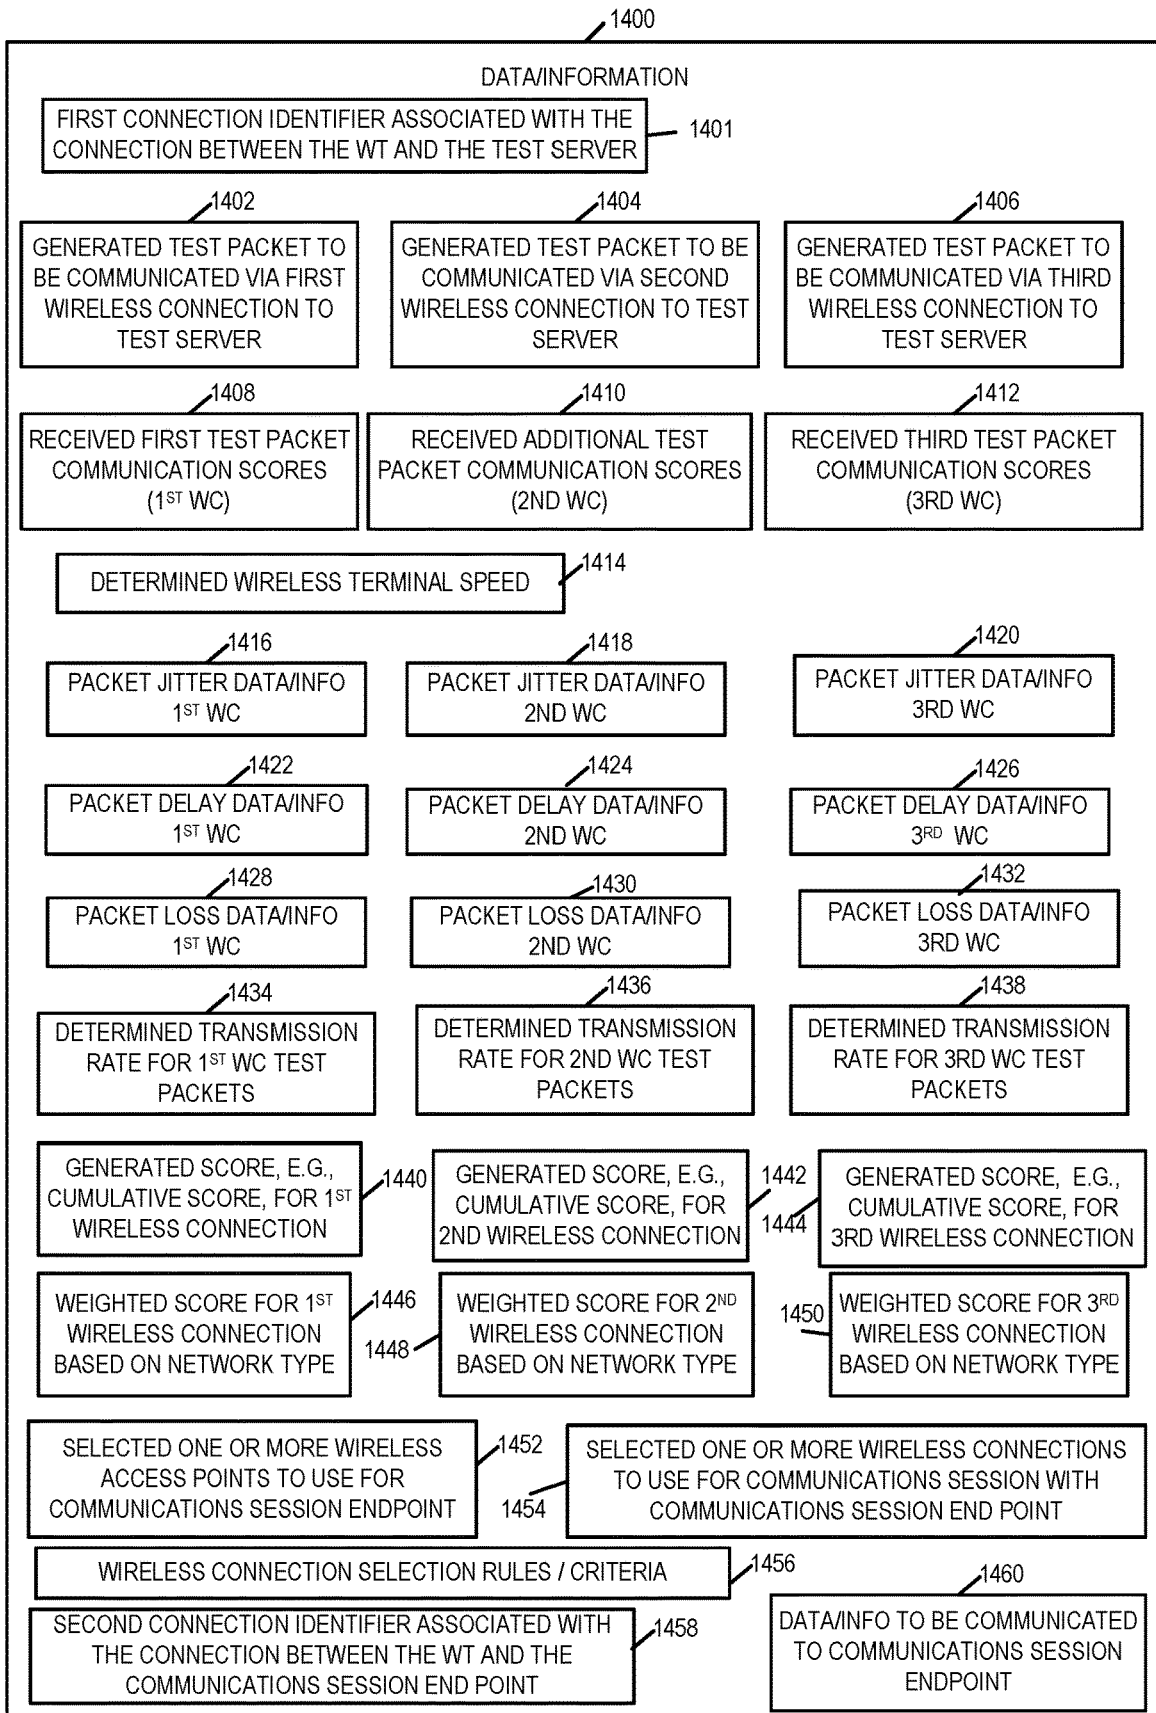 1400
DATA/INFORMATION
FIRST CONNECTION IDENTIFIER ASSOCIATED WITH THE
CONNECTION BETWEEN THE WT AND THE TEST SERVER
1401
1402
GENERATED TEST PACKET TO
BE COMMUNICATED VIA FIRST
WIRELESS CONNECTION TO
TEST SERVER
1404
GENERATED TEST PACKET TO BE
COMMUNICATED VIA SECOND
WIRELESS CONNECTION TO TEST
SERVER
1406
GENERATED TEST PACKET TO
BE COMMUNICATED VIA THIRD
WIRELESS CONNECTION TO
TEST SERVER
1408
RECEIVED FIRST TEST PACKET
COMMUNICATION SCORES
(1ST WC)
1410
RECEIVED ADDITIONAL TEST
PACKET COMMUNICATION SCORES
(2ND WC)
1412
RECEIVED THIRD TEST PACKET
COMMUNICATION SCORES
(3RD WC)
DETERMINED WIRELESS TERMINAL SPEED
1414
1416
PACKET JITTER DATA/INFO
1ST WC
1418
PACKET JITTER DATA/INFO
2ND WC
1420
PACKET JITTER DATA/INFO
3RD WC
1422
PACKET DELAY DATA/INFO
1ST WC
1424
PACKET DELAY DATA/INFO
2ND WC
1426
PACKET DELAY DATA/INFO
3RD WC
1428
PACKET LOSS DATA/INFO
1ST WC
1430
PACKET LOSS DATA/INFO
2ND WC
1432
PACKET LOSS DATA/INFO
3RD WC
1434
DETERMINED TRANSMISSION
RATE FOR 1ST WC TEST
PACKETS
1436
DETERMINED TRANSMISSION
RATE FOR 2ND WC TEST
PACKETS
1438
DETERMINED TRANSMISSION
RATE FOR 3RD WC TEST
PACKETS
GENERATED SCORE, E.G.,
CUMULATIVE SCORE, FOR 1ST
WIRELESS CONNECTION
1440
GENERATED SCORE, E.G.,
CUMULATIVE SCORE, FOR
2ND WIRELESS CONNECTION
1442
1444
GENERATED SCORE, E.G.,
CUMULATIVE SCORE, FOR
3RD WIRELESS CONNECTION
WEIGHTED SCORE FOR 1ST
WIRELESS CONNECTION
BASED ON NETWORK TYPE
1446
1448
WEIGHTED SCORE FOR 2ND
WIRELESS CONNECTION
BASED ON NETWORK TYPE
1450
WEIGHTED SCORE FOR 3RD
WIRELESS CONNECTION
BASED ON NETWORK TYPE
SELECTED ONE OR MORE WIRELESS
ACCESS POINTS TO USE FOR
COMMUNICATIONS SESSION ENDPOINT
1452
1454
SELECTED ONE OR MORE WIRELESS CONNECTIONS
TO USE FOR COMMUNICATIONS SESSION WITH
COMMUNICATIONS SESSION END POINT
WIRELESS CONNECTION SELECTION RULES / CRITERIA
1456
SECOND CONNECTION IDENTIFIER ASSOCIATED WITH
THE CONNECTION BETWEEN THE WT AND THE
COMMUNICATIONS SESSION END POINT
1458
1460
DATA/INFO TO BE COMMUNICATED
TO COMMUNICATIONS SESSION
ENDPOINT